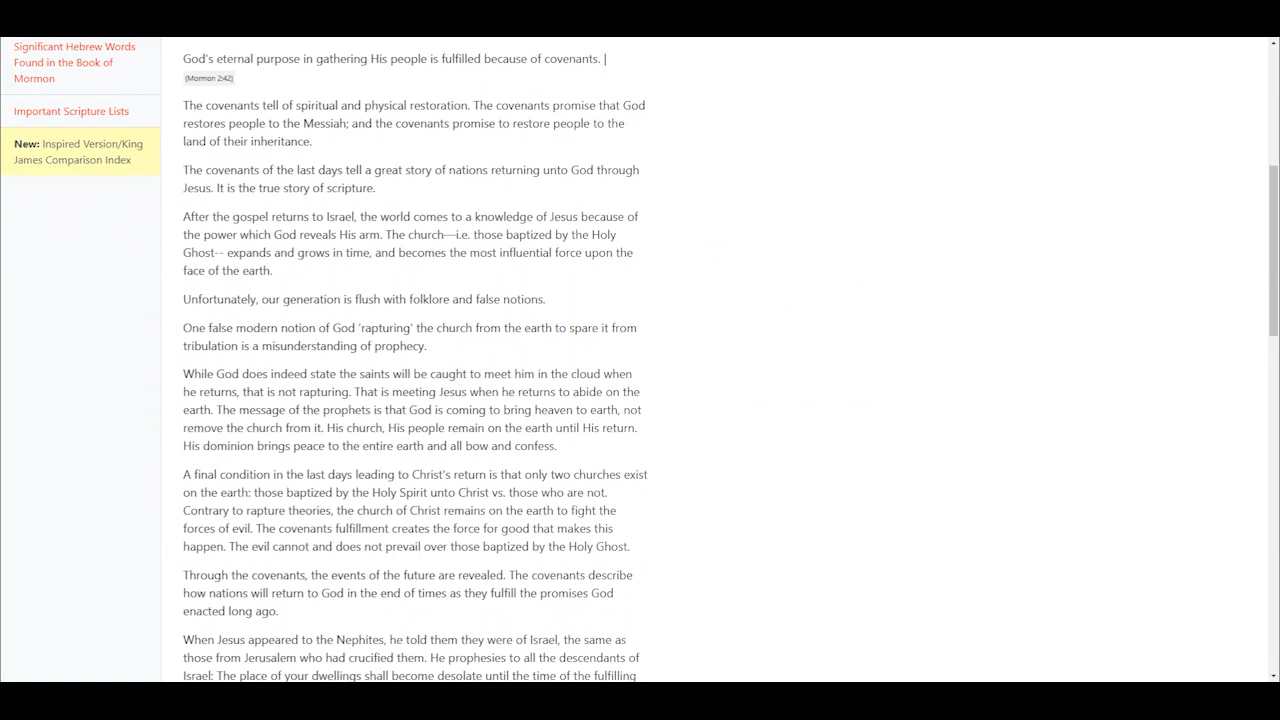 Significant Hebrew Words
Found in the Book of
Mormon
Important Scripture Lists
New: Inspired Version/King
James Comparison Index
God's eternal purpose in gathering His people is fulfilled because of covenants. |
{Mormon 2:42}
The covenants tell of spiritual and physical restoration. The covenants promise that God
restores people to the Messiah; and the covenants promise to restore people to the
land of their inheritance.
The covenants of the last days tell a great story of nations returning unto God through
Jesus. It is the true story of scripture.
After the gospel returns to Israel, the world comes to a knowledge of Jesus because of
the power which God reveals His arm. The church—i.e. those baptized by the Holy
Ghost-- expands and grows in time, and becomes the most influential force upon the
face of the earth.
Unfortunately, our generation is flush with folklore and false notions.
One false modern notion of God 'rapturing' the church from the earth to spare it from
tribulation is a misunderstanding of prophecy.
While God does indeed state the saints will be caught to meet him in the cloud when
he returns, that is not rapturing. That is meeting Jesus when he returns to abide on the
earth. The message of the prophets is that God is coming to bring heaven to earth, not
remove the church from it. His church, His people remain on the earth until His return.
His dominion brings peace to the entire earth and all bow and confess.
A final condition in the last days leading to Christ's return is that only two churches exist
on the earth: those baptized by the Holy Spirit unto Christ vs. those who are not.
Contrary to rapture theories, the church of Christ remains on the earth to fight the
forces of evil. The covenants fulfillment creates the force for good that makes this
happen. The evil cannot and does not prevail over those baptized by the Holy Ghost.
Through the covenants, the events of the future are revealed. The covenants describe
how nations will return to God in the end of times as they fulfill the promises God
enacted long ago.
When Jesus appeared to the Nephites, he told them they were of Israel, the same as
those from Jerusalem who had crucified them. He prophesies to all the descendants of
Israel: The place of your dwellings shall become desolate until the time of the fulfilling